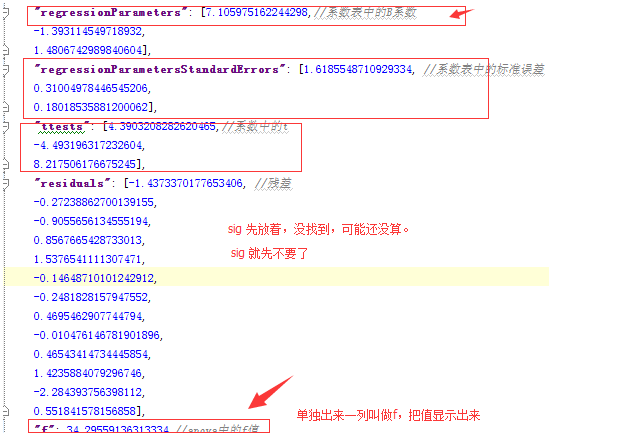 "regressionParameters": [7.105975162244298,//系数表中的B系数
-1.393114549718932,
1.4806742989840604],
"regressionParametersStandardErrors": [1.6185548710929334, //系数表中的标准误差
0.31004978446545206,
0.18018535881200062],
"ttests": [4.3903208282620465,//系数中的t
-4.493196317232604,
8.217506176675245],
"residuals": [-1.4373370177653406, //残差
-0.27238862700139155,
-0.9055656134555194,
0.8567665428733013,
sig 先放着，没找到，可能还没算。
1.5376541111307471,
sig 就先不要了
-0.14648710101242912,
-0.2481828157947552,
0.4695462907744794,
-0.010476146781901896,
0.46543414734445854,
1.4235884079296746,
-2.284393756398112,
0.551841578156858],
单独出来一列叫做f，把值显示出来
"f": 34.29559136313334,//anova中的f值